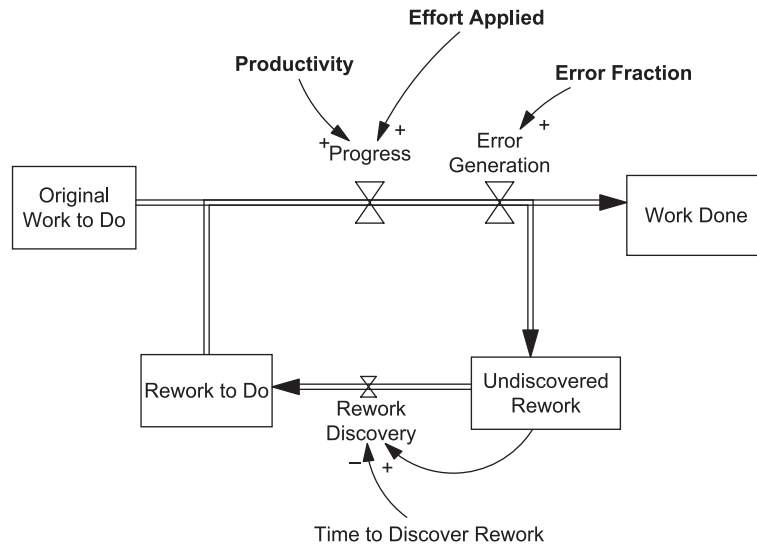 Effort Applied
Productivity
Error Fraction
+
+
+
Progress
Error
Generation
Original
Work to Do
Work Done
Rework to Do
Undiscovered
Rework
Rework
Discovery
−
+
Time to Discover Rework